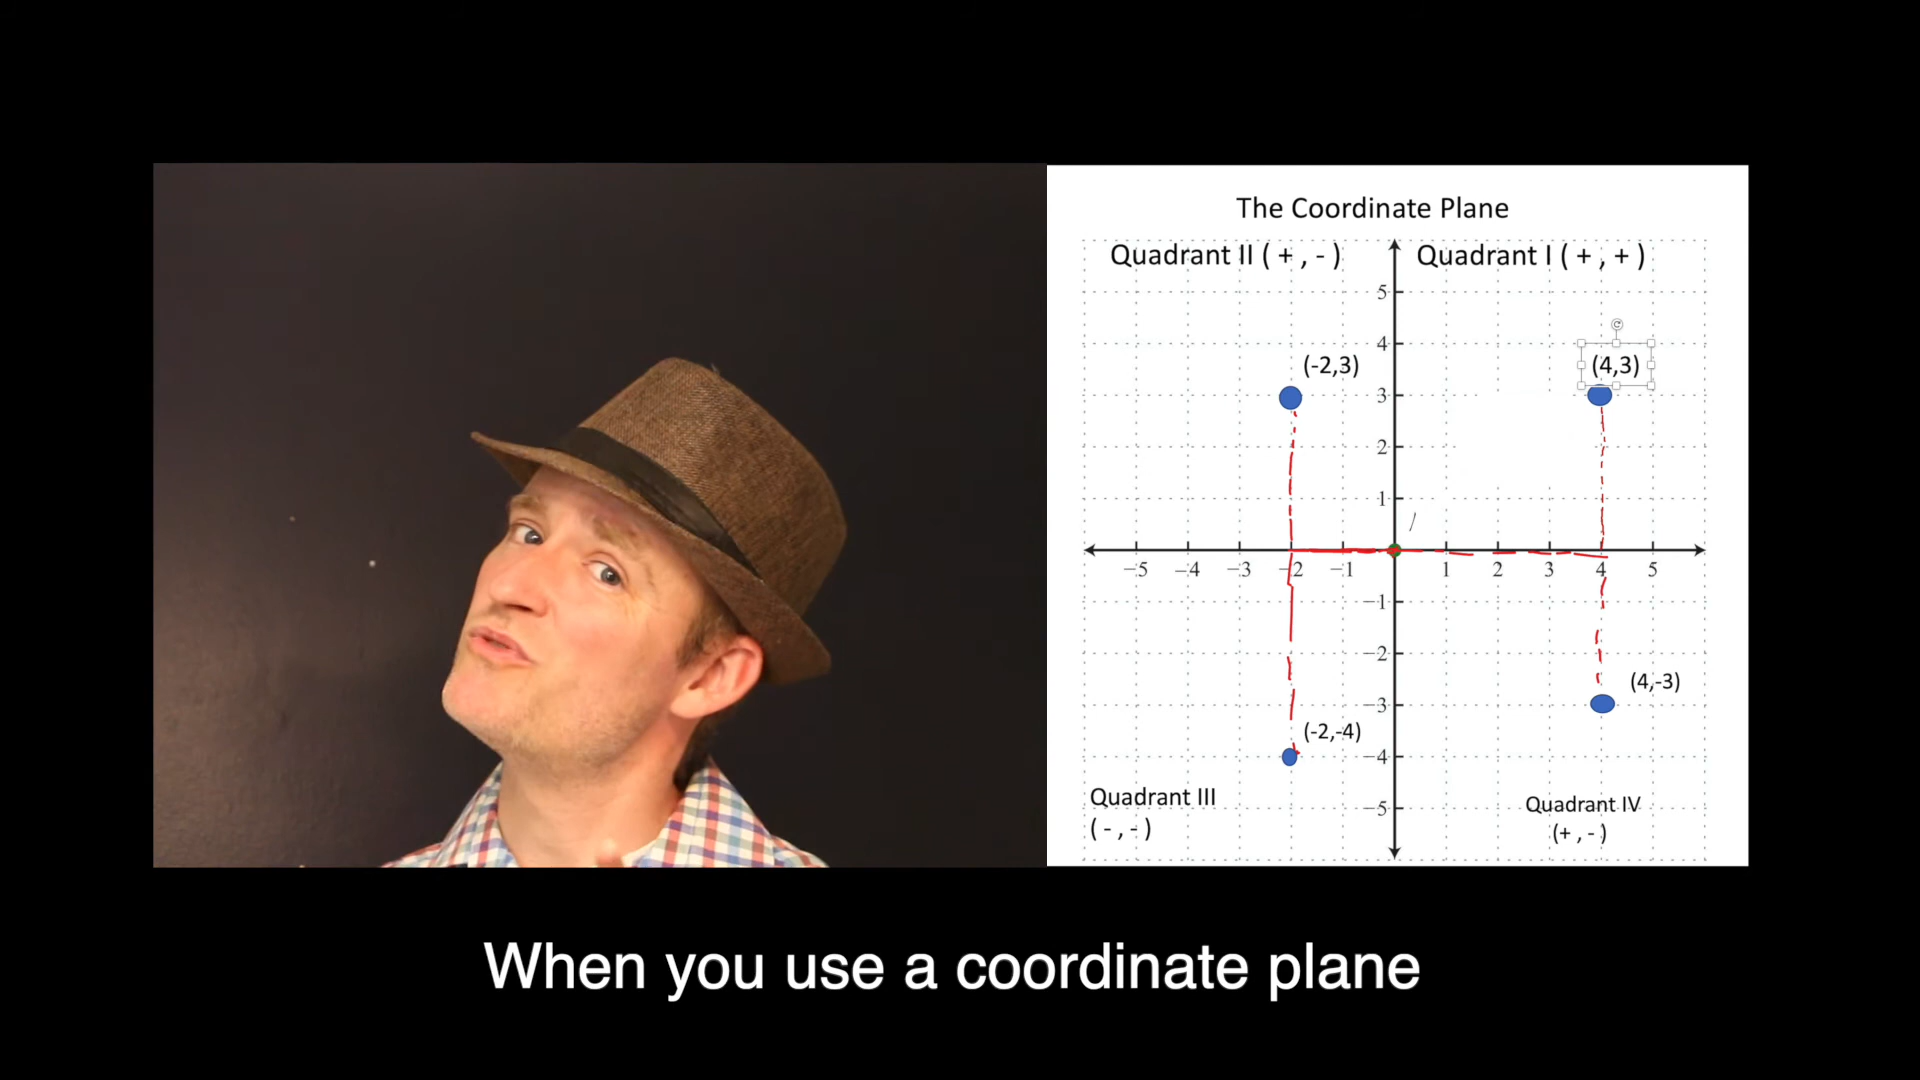 The Coordinate Plane
Quadrant II ( + , - )
Quadrant I ( + , + )
5
4
(-2,3)
(4,3)
3
2
1
−5 −4 −3 −2 −1 1 2 3 4 5
−1
−2
(4,-3)
−3
(-2,-4)
−4
Quadrant III
( - , - )
−5
Quadrant IV
(+ , - )
When you use a coordinate plane